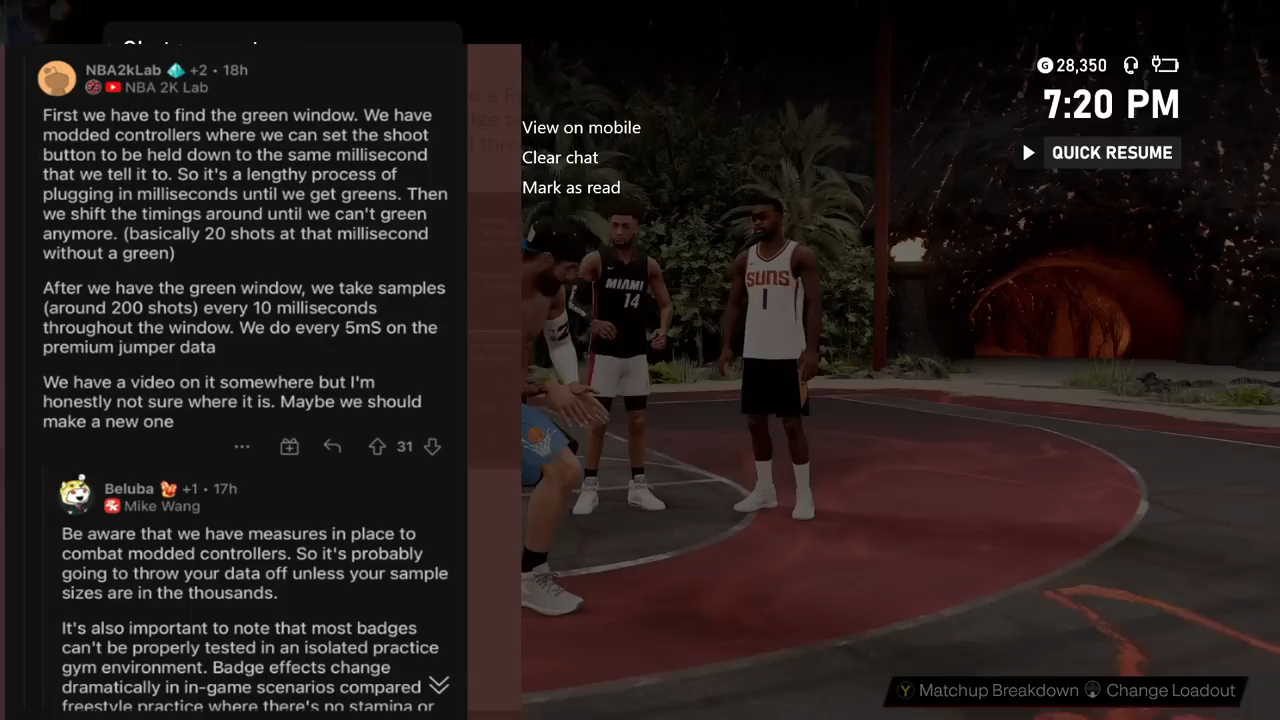 NBA2kLab +2 • 18h
NBA 2K Lab
First we have to find the green window. We have
modded controllers where we can set the shoot
button to be held down to the same millisecond
that we tell it to. So it's a lengthy process of
plugging in milliseconds until we get greens. Then
we shift the timings around until we can't green
anymore. (basically 20 shots at that millisecond
without a green)
After we have the green window, we take samples
(around 200 shots) every 10 milliseconds
throughout the window. We do every 5mS on the
premium jumper data
We have a video on it somewhere but I'm
honestly not sure where it is. Maybe we should
make a new one
31
Beluba +1 • 17h
Mike Wang
Be aware that we have measures in place to
combat modded controllers. So it's probably
going to throw your data off unless your sample
sizes are in the thousands.
It's also important to note that most badges
can't be properly tested in an isolated practice
gym environment. Badge effects change
dramatically in in-game scenarios compared
freestyle practice where there's no stamina or
View on mobile
Clear chat
Mark as read
MIAMI
14
SUNS
1
G 28,350
7:20 PM
QUICK RESUME
Y Matchup Breakdown Change Loadout